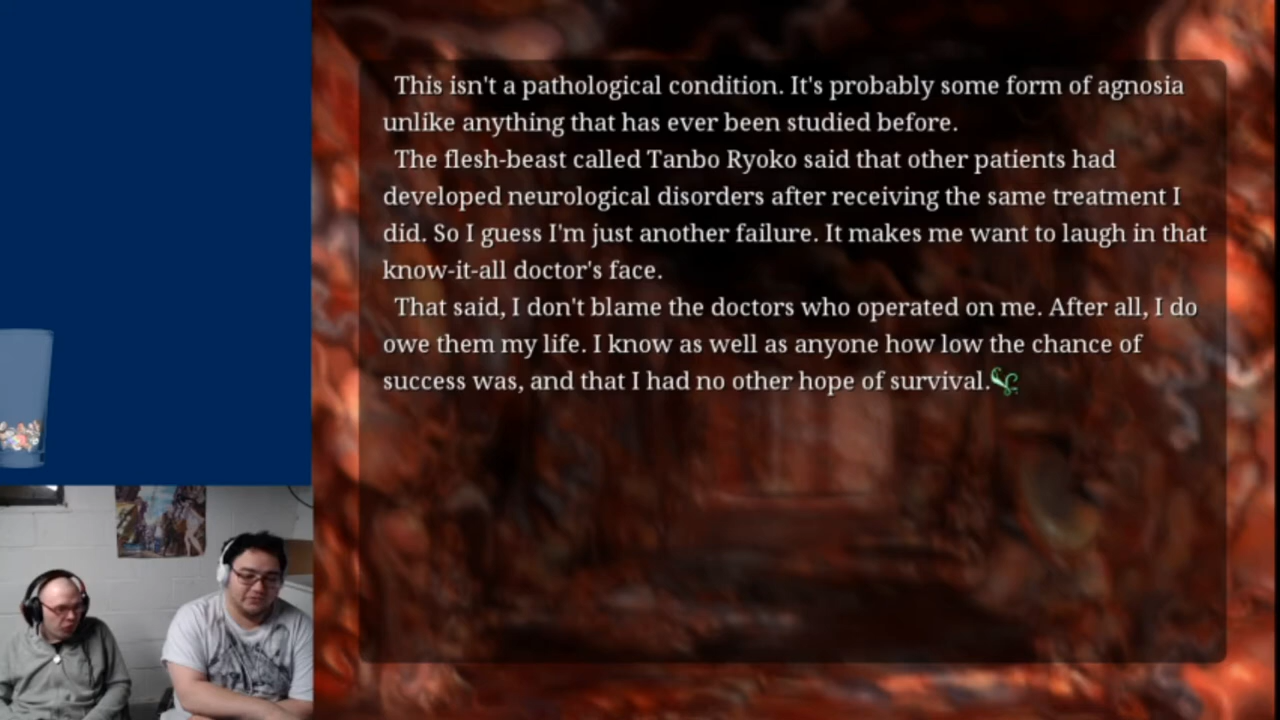 This isn't a pathological condition. It's probably some form of agnosia
unlike anything that has ever been studied before.
The flesh-beast called Tanbo Ryoko said that other patients had
developed neurological disorders after receiving the same treatment I
did. So I guess I'm just another failure. It makes me want to laugh in that
know-it-all doctor's face.
That said, I don't blame the doctors who operated on me. After all, I do
owe them my life. I know as well as anyone how low the chance of
success was, and that I had no other hope of survival.